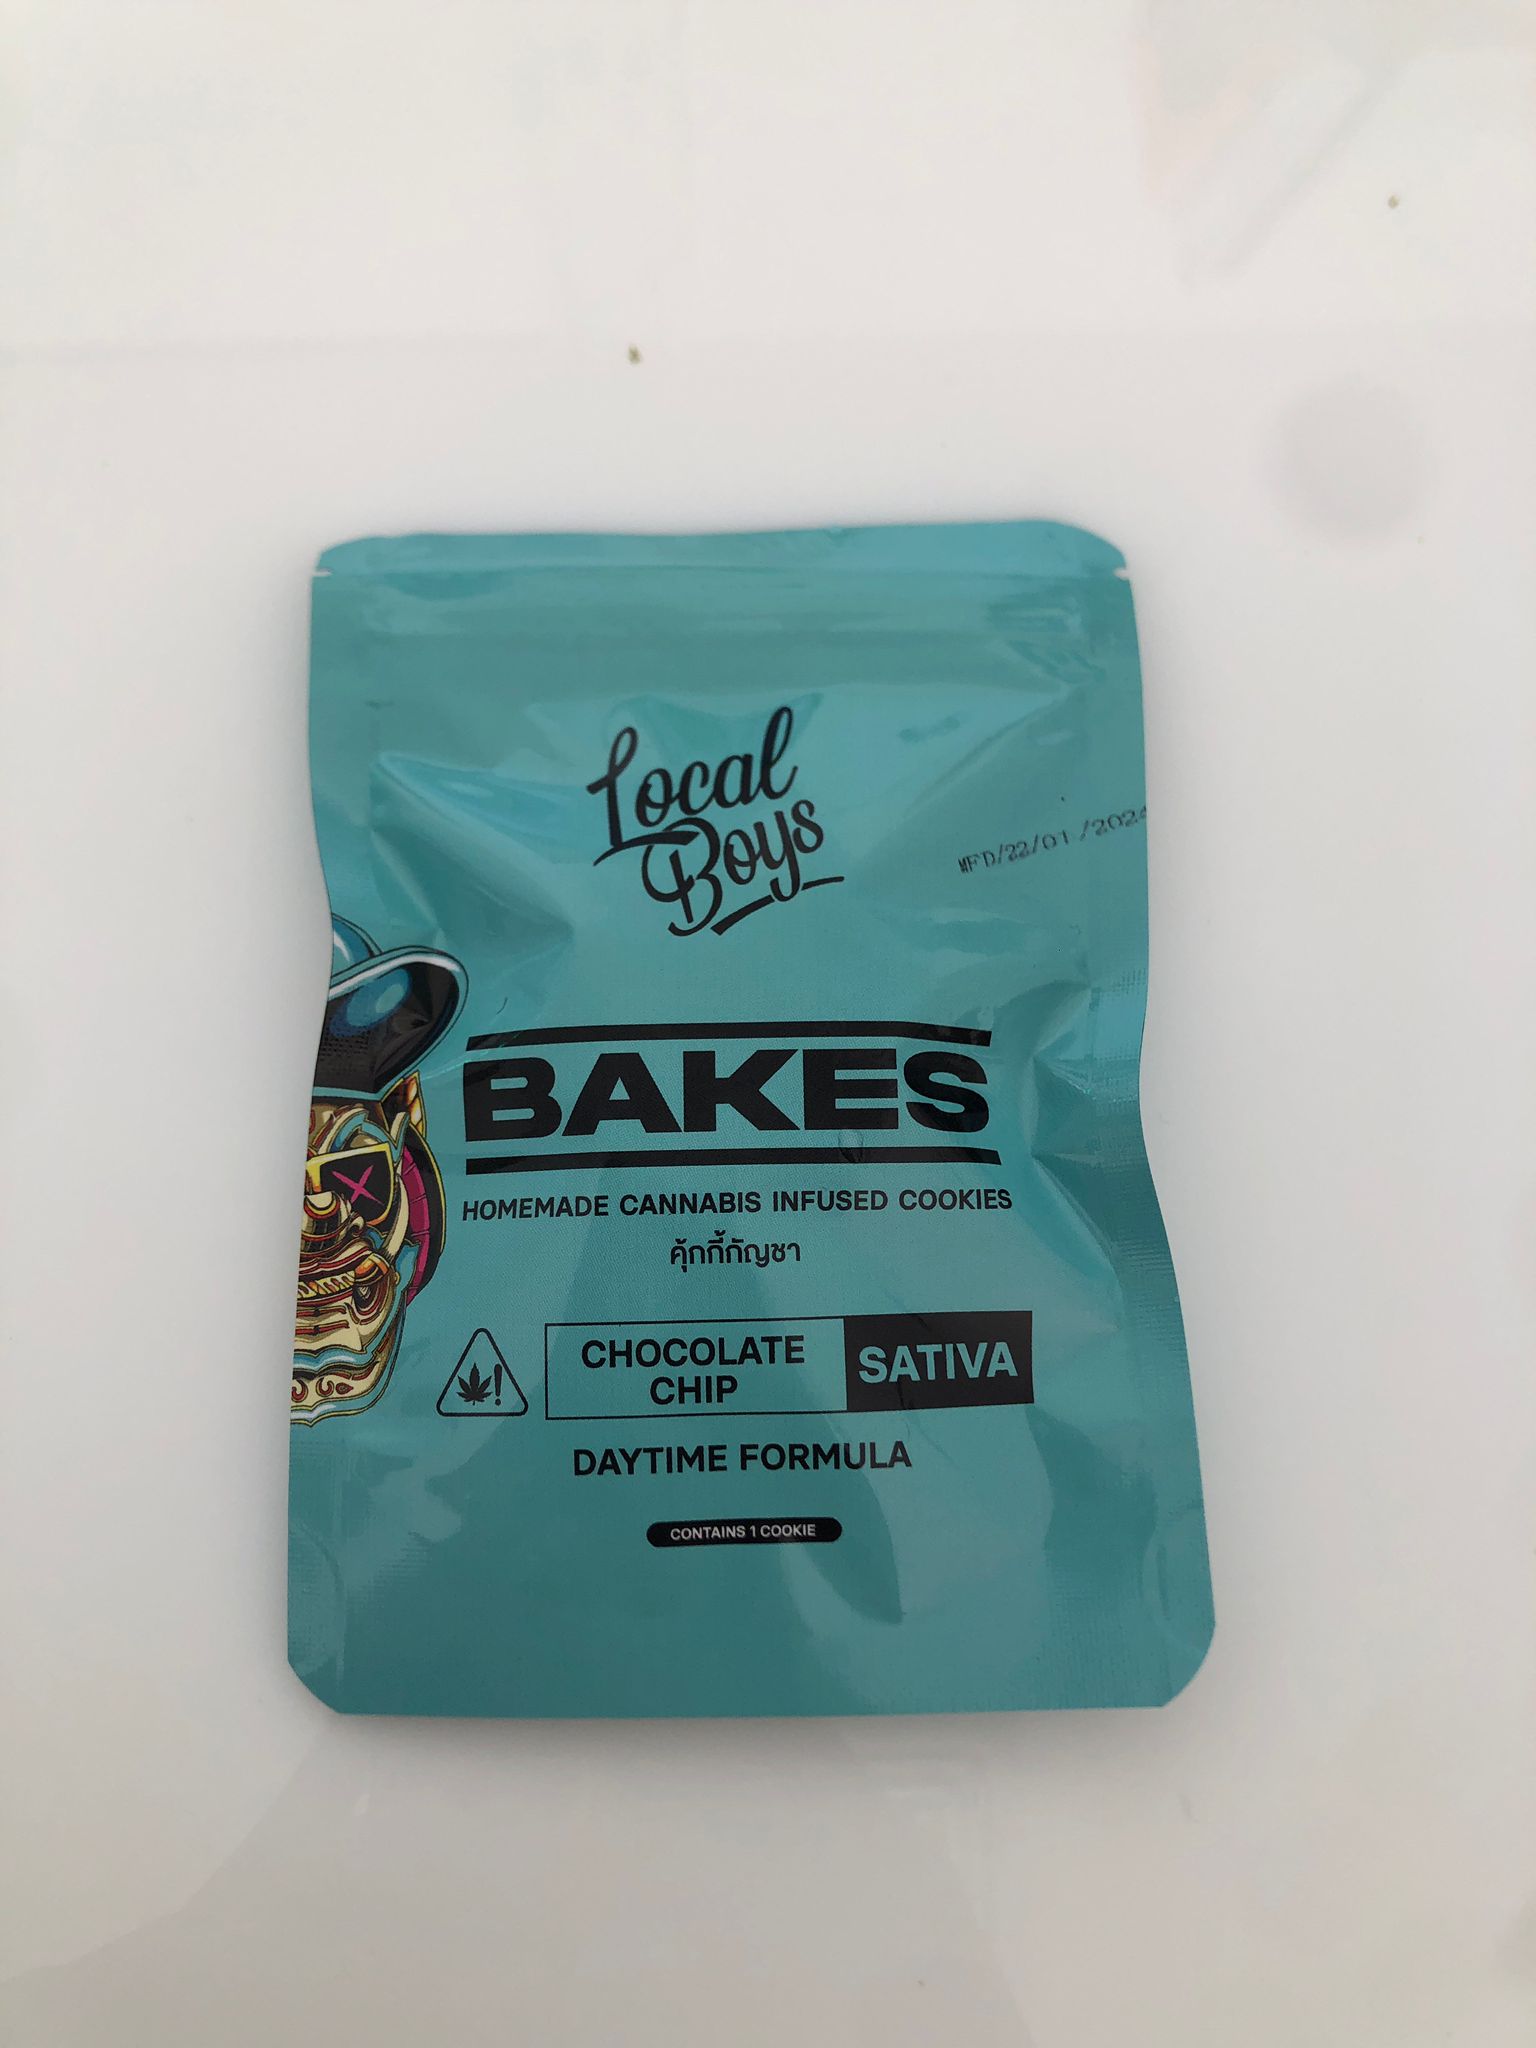 Local
Boys
MFD/22/01/2024
BAKES
HOMEMADE CANNABIS INFUSED COOKIES
คุ้กกี้กัญชา
CHOCOLATE
CHIP
SATIVA
DAYTIME FORMULA
CONTAINS 1 COOKIE